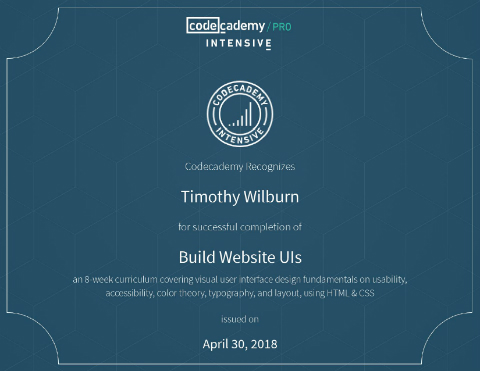 codecademy / PRO
INTENSIVE
CODECADEMY
INTENSIVE
Codecademy Recognizes
Timothy Wilburn
for successful completion of
Build Website UIs
an 8-week curriculum covering visual user interface design fundamentals on usability,
accessibility, color theory, typography, and layout, using HTML & CSS
issued on
April 30, 2018